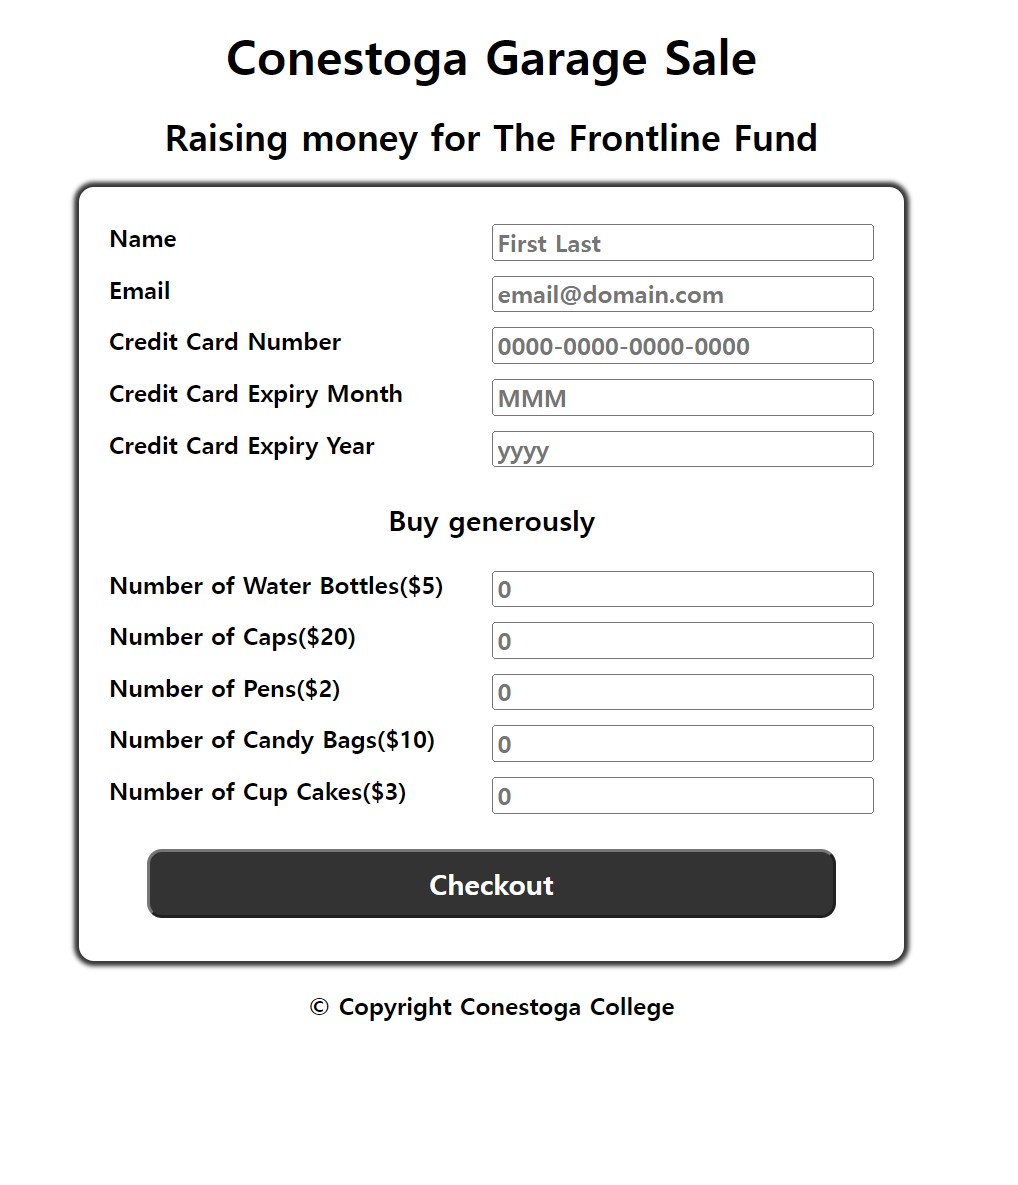 Conestoga Garage Sale
Raising money for The Frontline Fund
Name First Last
Email email@domain.com
Credit Card Number 0000-0000-0000-0000
Credit Card Expiry Month MMM
Credit Card Expiry Year yyyy
Buy generously
Number of Water Bottles($5) 0
Number of Caps($20) 0
Number of Pens($2) 0
Number of Candy Bags($10) 0
Number of Cup Cakes($3) 0
Checkout
© Copyright Conestoga College